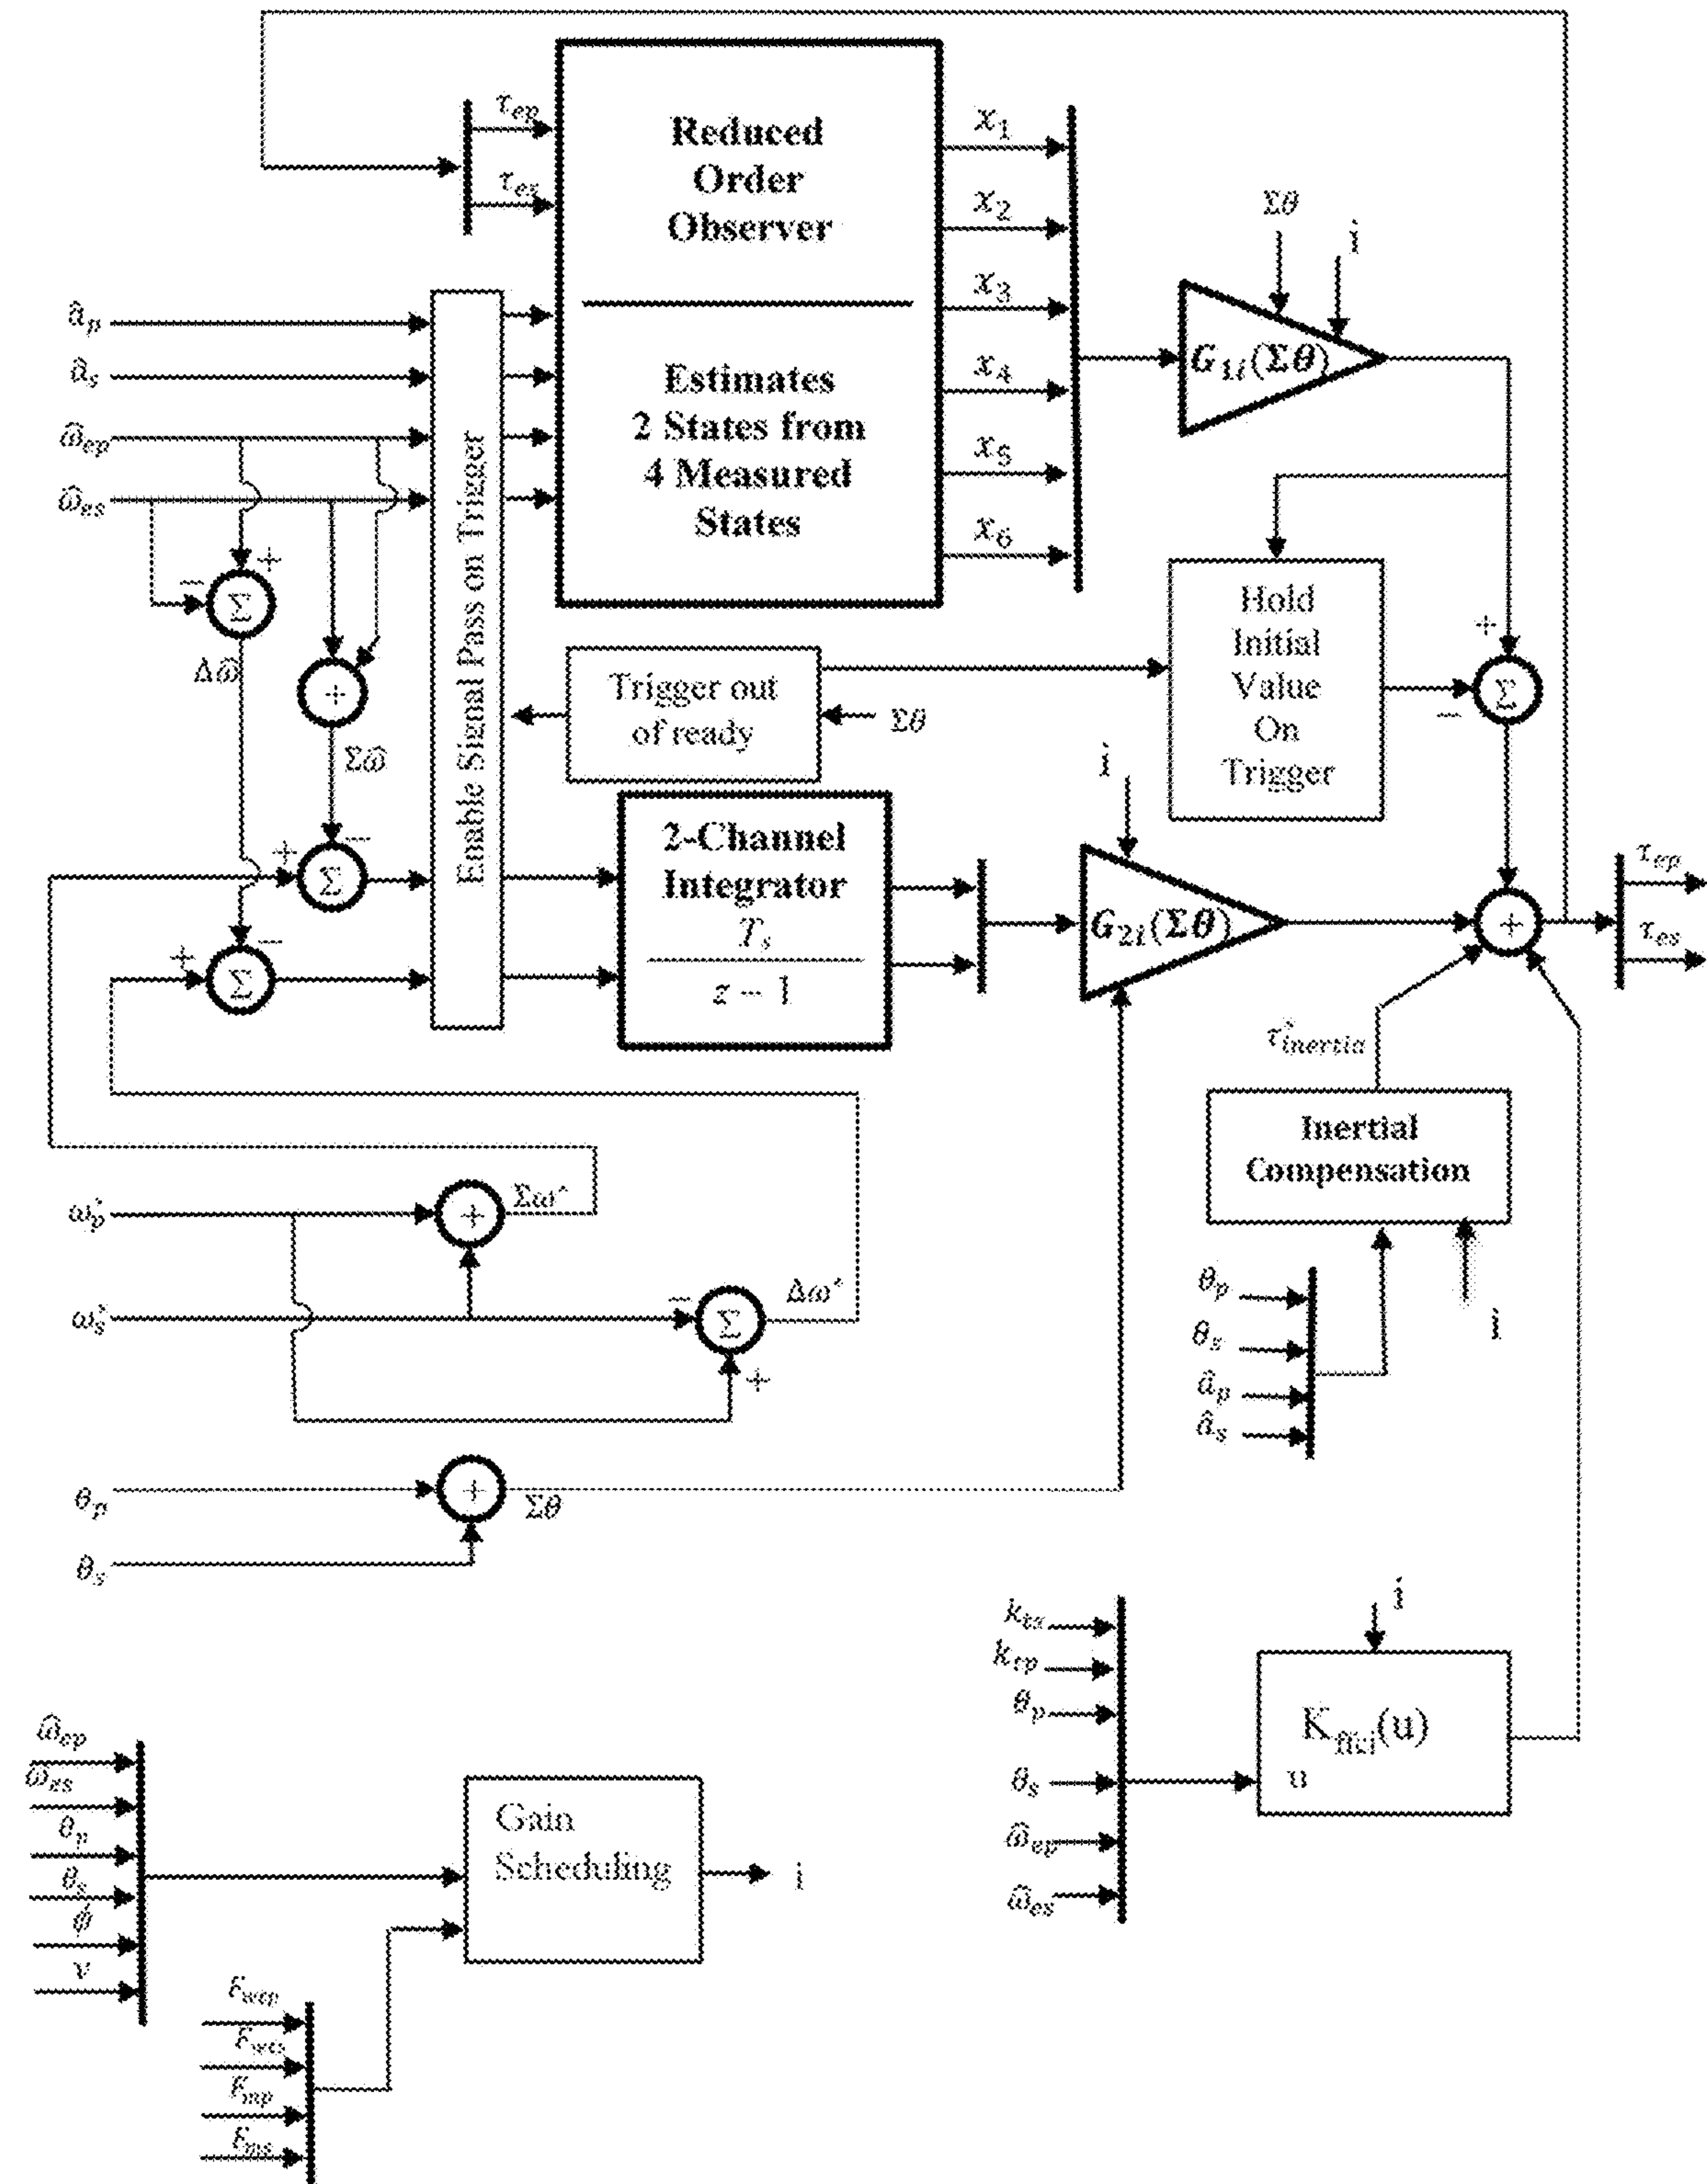 τep
τes
Reduced
Order
Observer
Estimates
2 States from
4 Measured
States
x1
x2
x3
x4
x5
x6
Σθ
i
G1i(Σθ)
âp
âs
ω̂ep
ω̂es
Enable Signal Pass on Trigger
+
−
Σ
Δω̂
+
Σω̂
Trigger out
of ready
Σθ
Hold
Initial
Value
On
Trigger
+
−
Σ
+
−
Σ
+
−
Σ
2-Channel
Integrator
Ts
z − 1
i
G2i(Σθ)
+
τep
τes
τ*inertia
Inertial
Compensation
i
θp
θs
âp
âs
ω*p
+
Σω*
ω*s
−
Σ
+
Δω*
θp
+
Σθ
θs
kts
ktp
θp
θs
ω̂ep
ω̂es
i
Kffci(u)
u
ω̂ep
ω̂es
θp
θs
v
Gain
Scheduling
i
Fmp
Fms